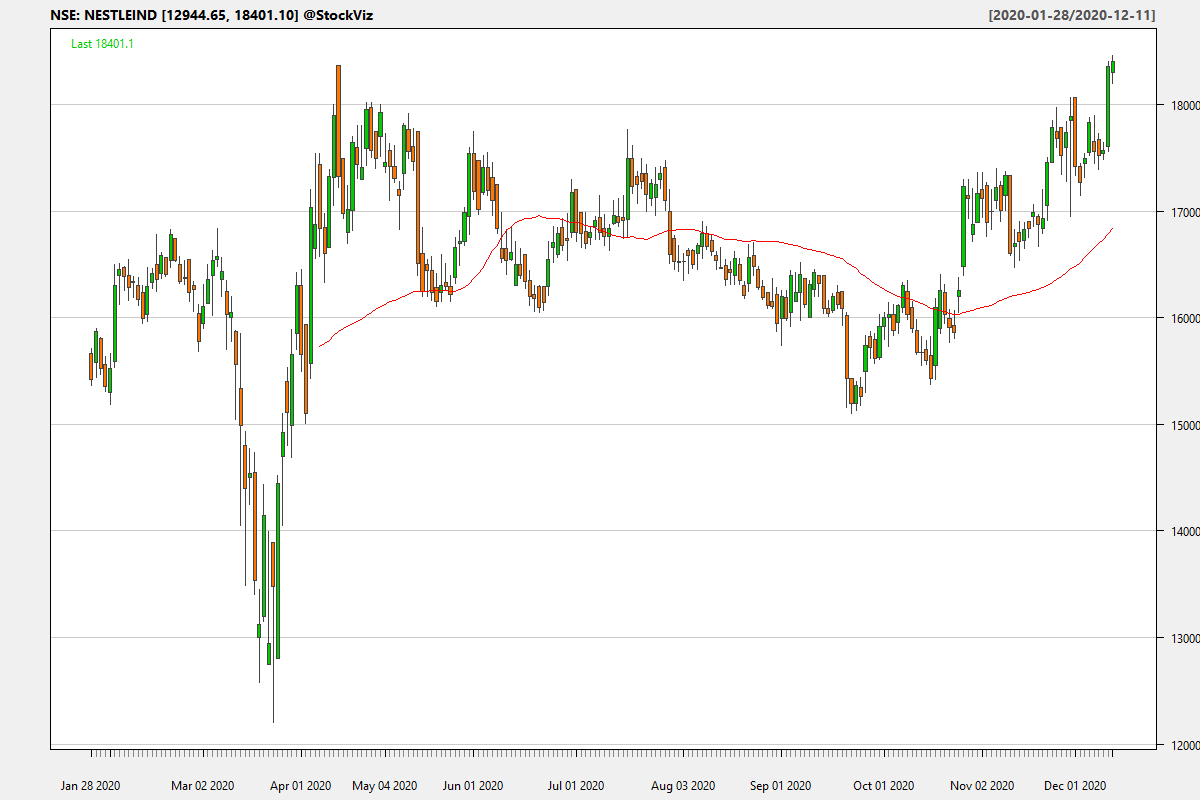 NSE: NESTLEIND [12944.65, 18401.10] @StockViz
[2020-01-28/2020-12-11]
Last 18401.1
18000
17000
16000
15000
14000
13000
12000
Jan 28 2020
Mar 02 2020
Apr 01 2020
May 04 2020
Jun 01 2020
Jul 01 2020
Aug 03 2020
Sep 01 2020
Oct 01 2020
Nov 02 2020
Dec 01 2020